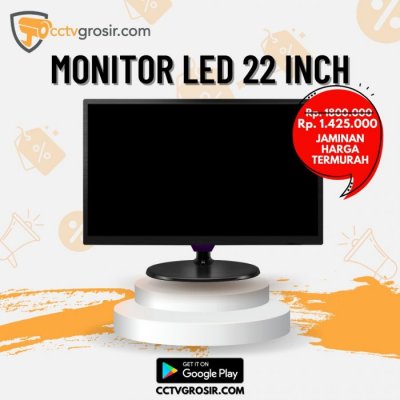 cctvgrosir.com
MONITOR LED 22 INCH
Rp. 1800.000
Rp. 1.425.000
JAMINAN
HARGA
TERMURAH
GET IT ON
Google Play
CCTVGROSIR.COM